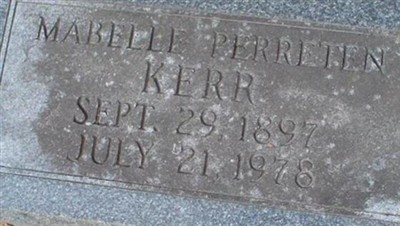 MABELLE PERRETEN
KERR
SEPT. 29, 1897
JULY 21, 1978